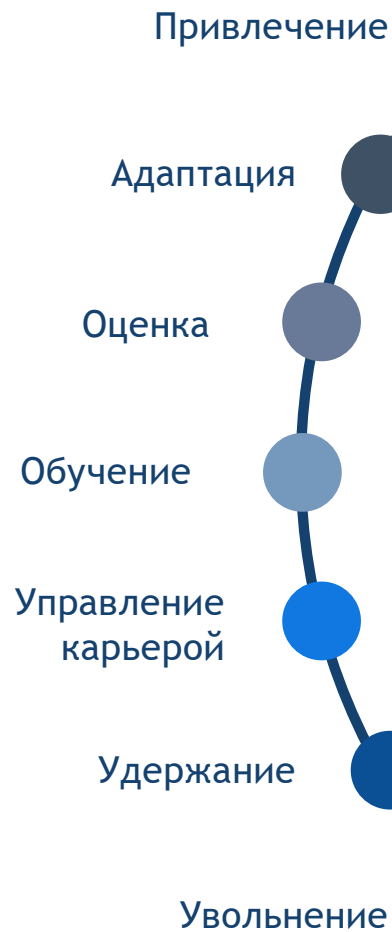 Привлечение
Адаптация
Оценка
Обучение
Управление
карьерой
Удержание
Увольнение